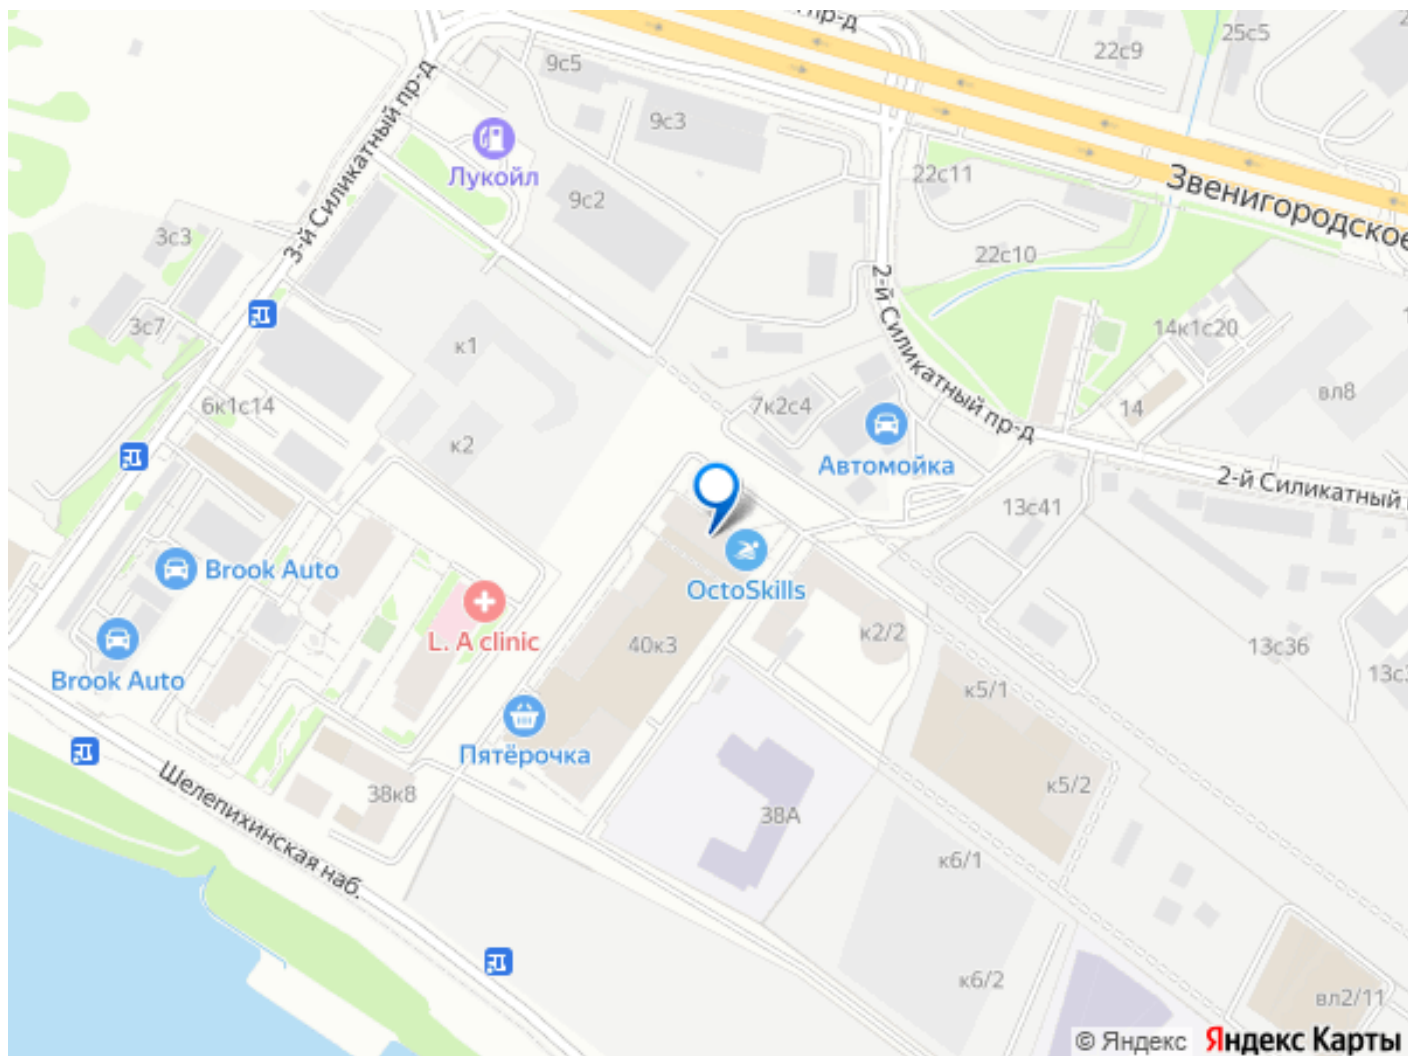 пр-д
25с5
22с9
9с5
9с3
3-й Силикатный пр-д
Лукойл
22с11
Звенигородское
9с2
3с3
22с10
2-й Силикатный пр-д
3с7
14к1с20
к1
вл8
6к1с14
7к2с4
14
к2
Автомойка
2-й Силикатный
13с41
Brook Auto
OctoSkills
L. A clinic
40к3
к2/2
13с36
Brook Auto
к5/1
Пятёрочка
к5/2
38к8
38А
Шелепихинская наб.
к6/1
к6/2
вл2/11
© Яндекс Яндекс Карты